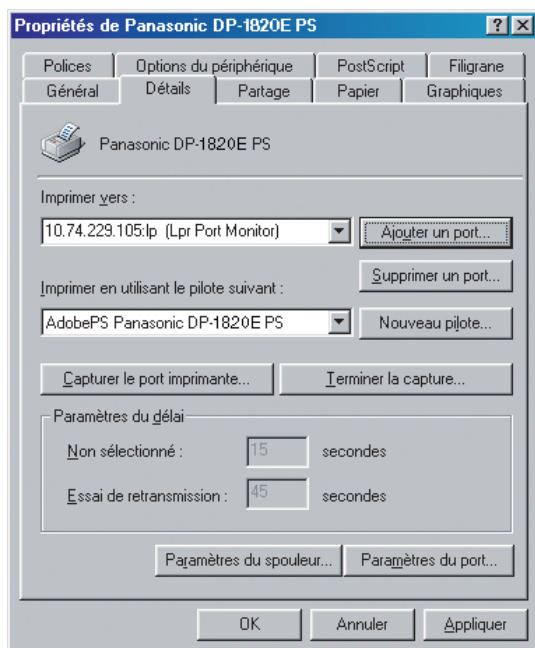 Propriétés de Panasonic DP-1820E PS
Polices Options du périphérique PostScript Filigrane
Général Détails Partage Papier Graphiques
Panasonic DP-1820E PS
Imprimer vers :
10.74.229.105:lp (Lpr Port Monitor) Ajouter un port...
Supprimer un port...
Imprimer en utilisant le pilote suivant :
AdobePS Panasonic DP-1820E PS Nouveau pilote...
Capturer le port imprimante... Terminer la capture...
Paramètres du délai
Non sélectionné : 15 secondes
Essai de retransmission : 45 secondes
Paramètres du spouleur... Paramètres du port...
OK Annuler Appliquer